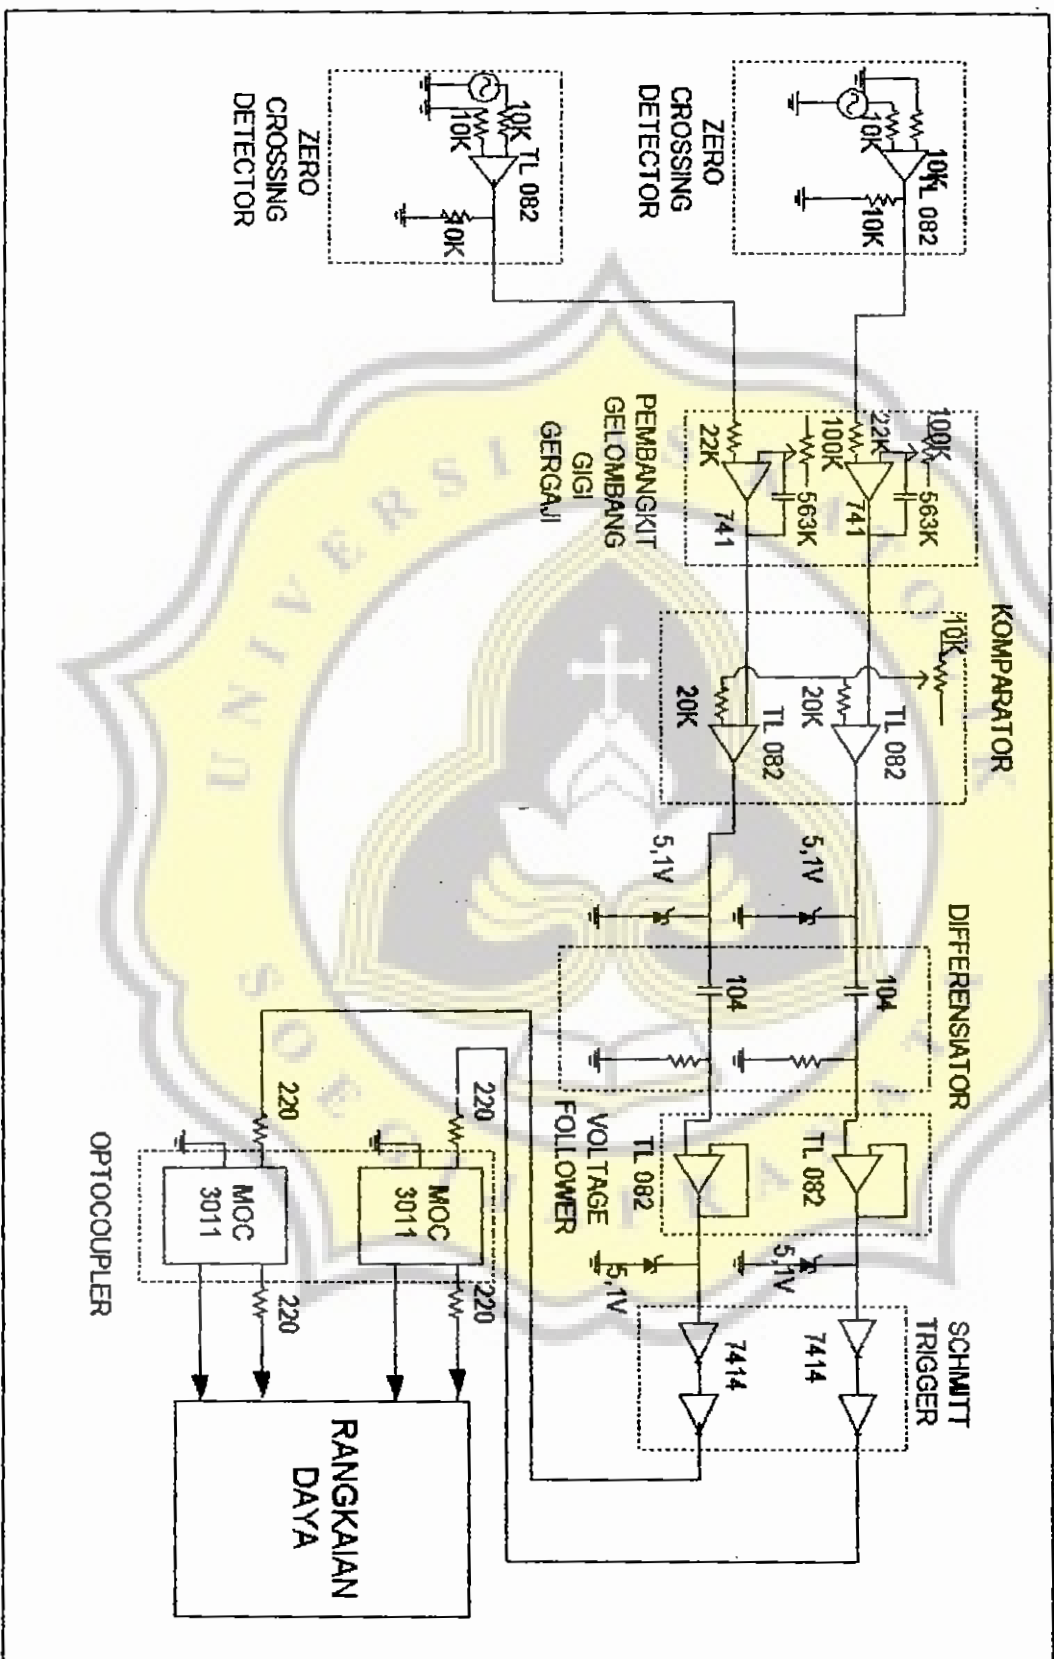 ZERO
CROSSING
DETECTOR
10K
TL 082
10K
10K
ZERO
CROSSING
DETECTOR
10K
10K
TL 082
10K
PEMBANGKIT
GELOMBANG
GIGI
GERGAJI
100K
22K
563K
741
100K
22K
563K
741
KOMPARATOR
10K
20K
TL 082
20K
TL 082
5,1V
5,1V
DIFFERENSIATOR
104
104
VOLTAGE
FOLLOWER
TL 082
TL 082
5,1V
5,1V
SCHMITT
TRIGGER
7414
7414
220
MOC
3011
220
220
MOC
3011
220
OPTOCOUPLER
RANGKAIAN
DAYA
UNIVERSITAS KATOLIK
SOEGIJAPRANATA